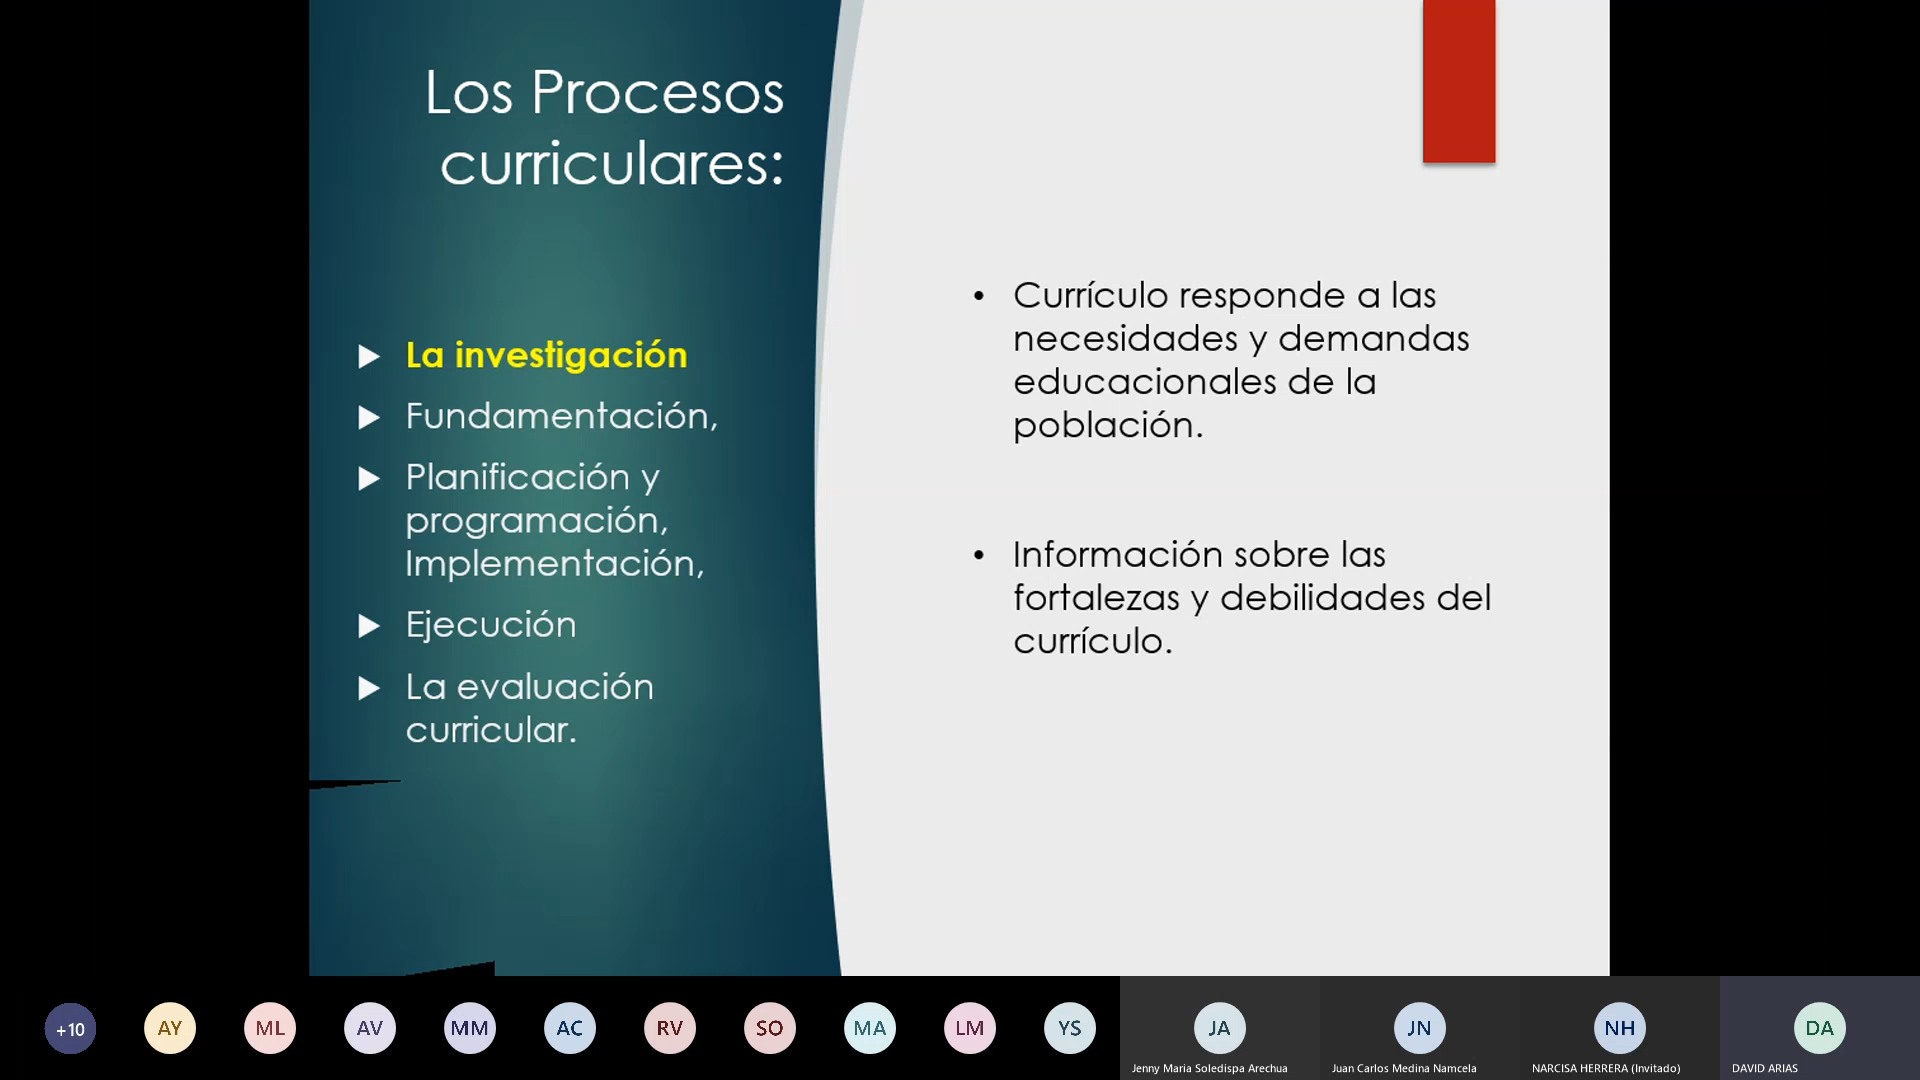 Los Procesos
curriculares:
La investigación
Fundamentación,
Planificación y
programación,
Implementación,
Ejecución
La evaluación
curricular.
• Currículo responde a las
necesidades y demandas
educacionales de la
población.
• Información sobre las
fortalezas y debilidades del
currículo.
+10
AY
ML
AV
MM
AC
RV
SO
MA
LM
YS
JA
JN
NH
DA
Jenny Maria Soledispa Arechua
Juan Carlos Medina Namcela
NARCISA HERRERA (Invitado)
DAVID ARIAS